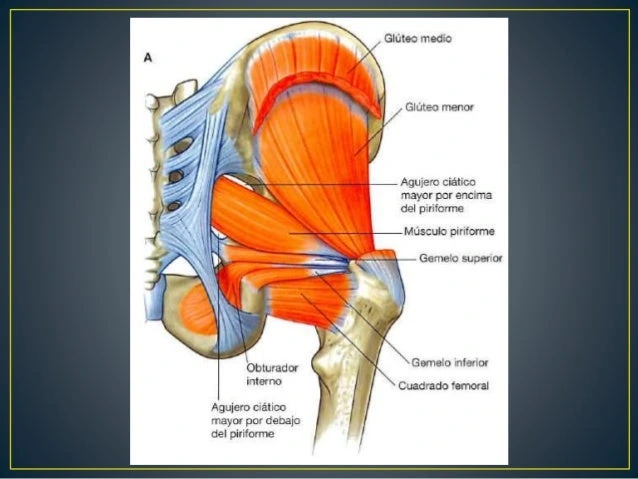 A
Glúteo medio
Glúteo menor
Agujero ciático
mayor por encima
del piriforme
Músculo piriforme
Gemelo superior
Gemelo inferior
Cuadrado femoral
Obturador
interno
Agujero ciático
mayor por debajo
del piriforme